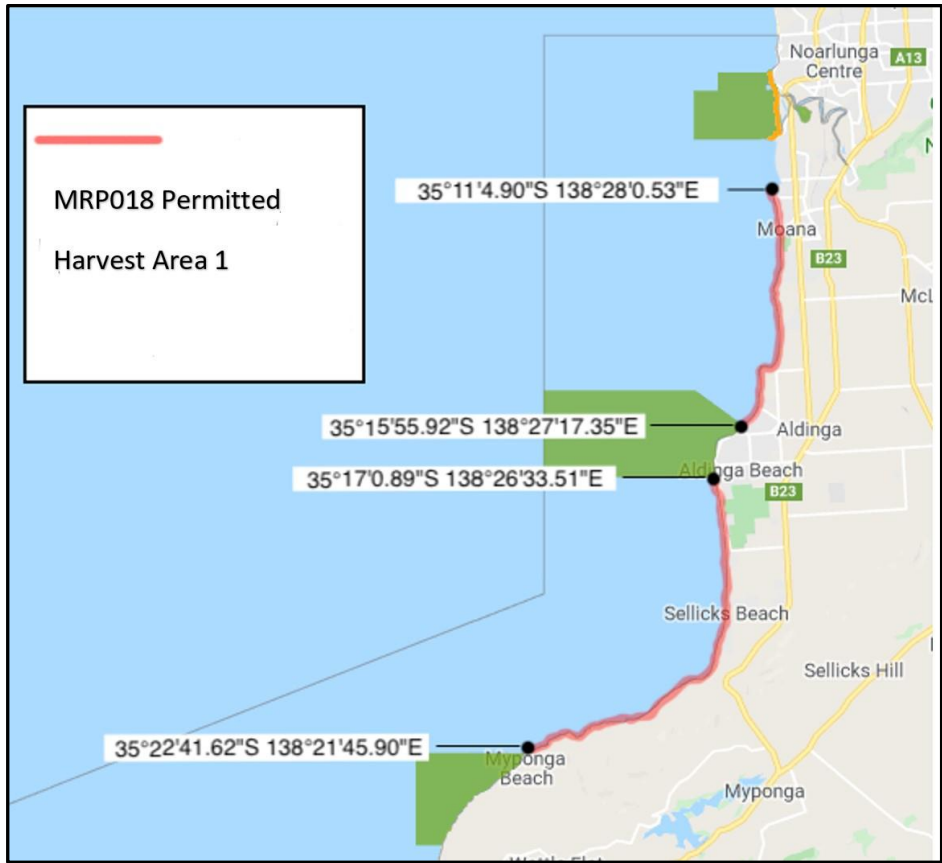 Noarlunga
Centre
A13
MRP018 Permitted
Harvest Area 1
35°11'4.90"S 138°28'0.53"E
Moana
B23
McL
35°15'55.92"S 138°27'17.35"E
Aldinga
Aldinga Beach
35°17'0.89"S 138°26'33.51"E
B23
Sellicks Beach
Sellicks Hill
35°22'41.62"S 138°21'45.90"E
Myponga
Beach
Myponga